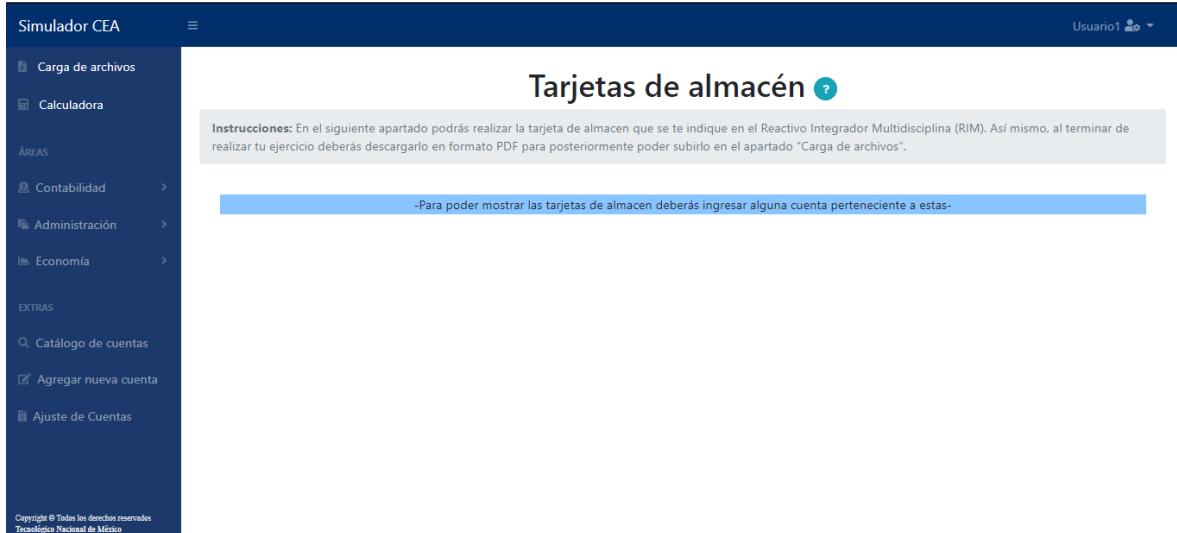 Simulador CEA
Usuario1
Carga de archivos
Calculadora
ÁREAS
Contabilidad
Administración
Economía
EXTRAS
Catálogo de cuentas
Agregar nueva cuenta
Ajuste de Cuentas
Copyright © Todos los derechos reservados
Tecnológico Nacional de México
Tarjetas de almacén ?
Instrucciones: En el siguiente apartado podrás realizar la tarjeta de almacen que se te indique en el Reactivo Integrador Multidisciplina (RIM). Así mismo, al terminar de
realizar tu ejercicio deberás descargarlo en formato PDF para posteriormente poder subirlo en el apartado "Carga de archivos".
-Para poder mostrar las tarjetas de almacen deberás ingresar alguna cuenta perteneciente a estas-